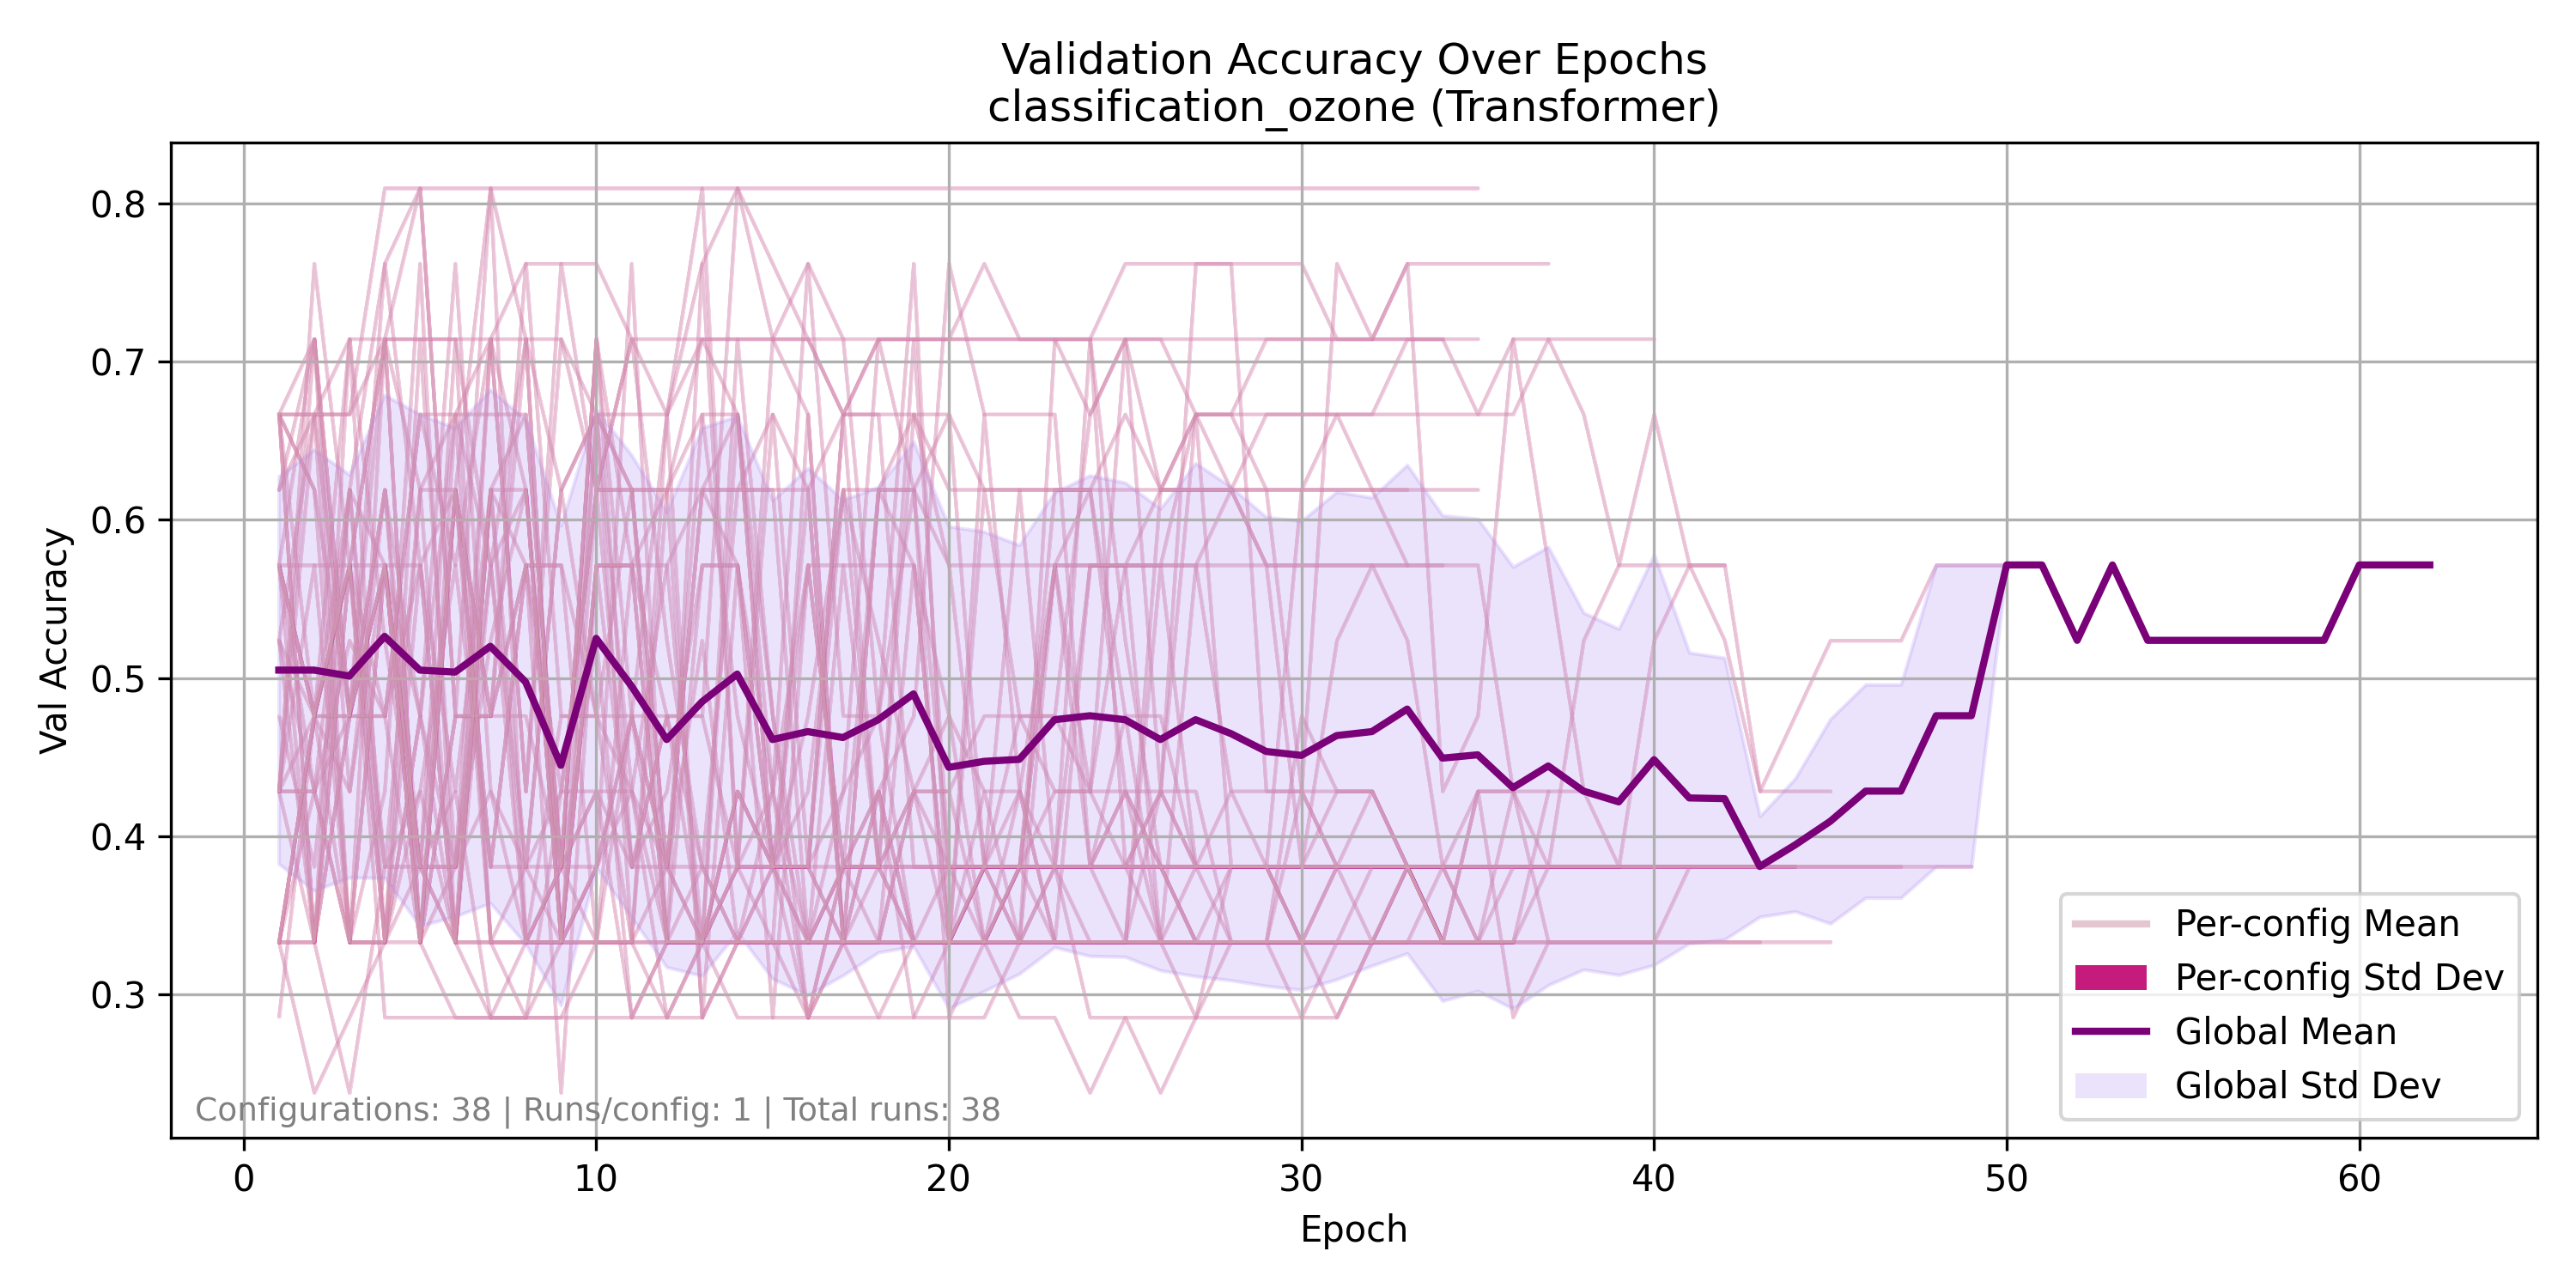 Validation Accuracy Over Epochs
classification_ozone (Transformer)
Val Accuracy
0.8
0.7
0.6
0.5
0.4
0.3
Configurations: 38 | Runs/config: 1 | Total runs: 38
Per-config Mean
Per-config Std Dev
Global Mean
Global Std Dev
0 10 20 30 40 50 60
Epoch